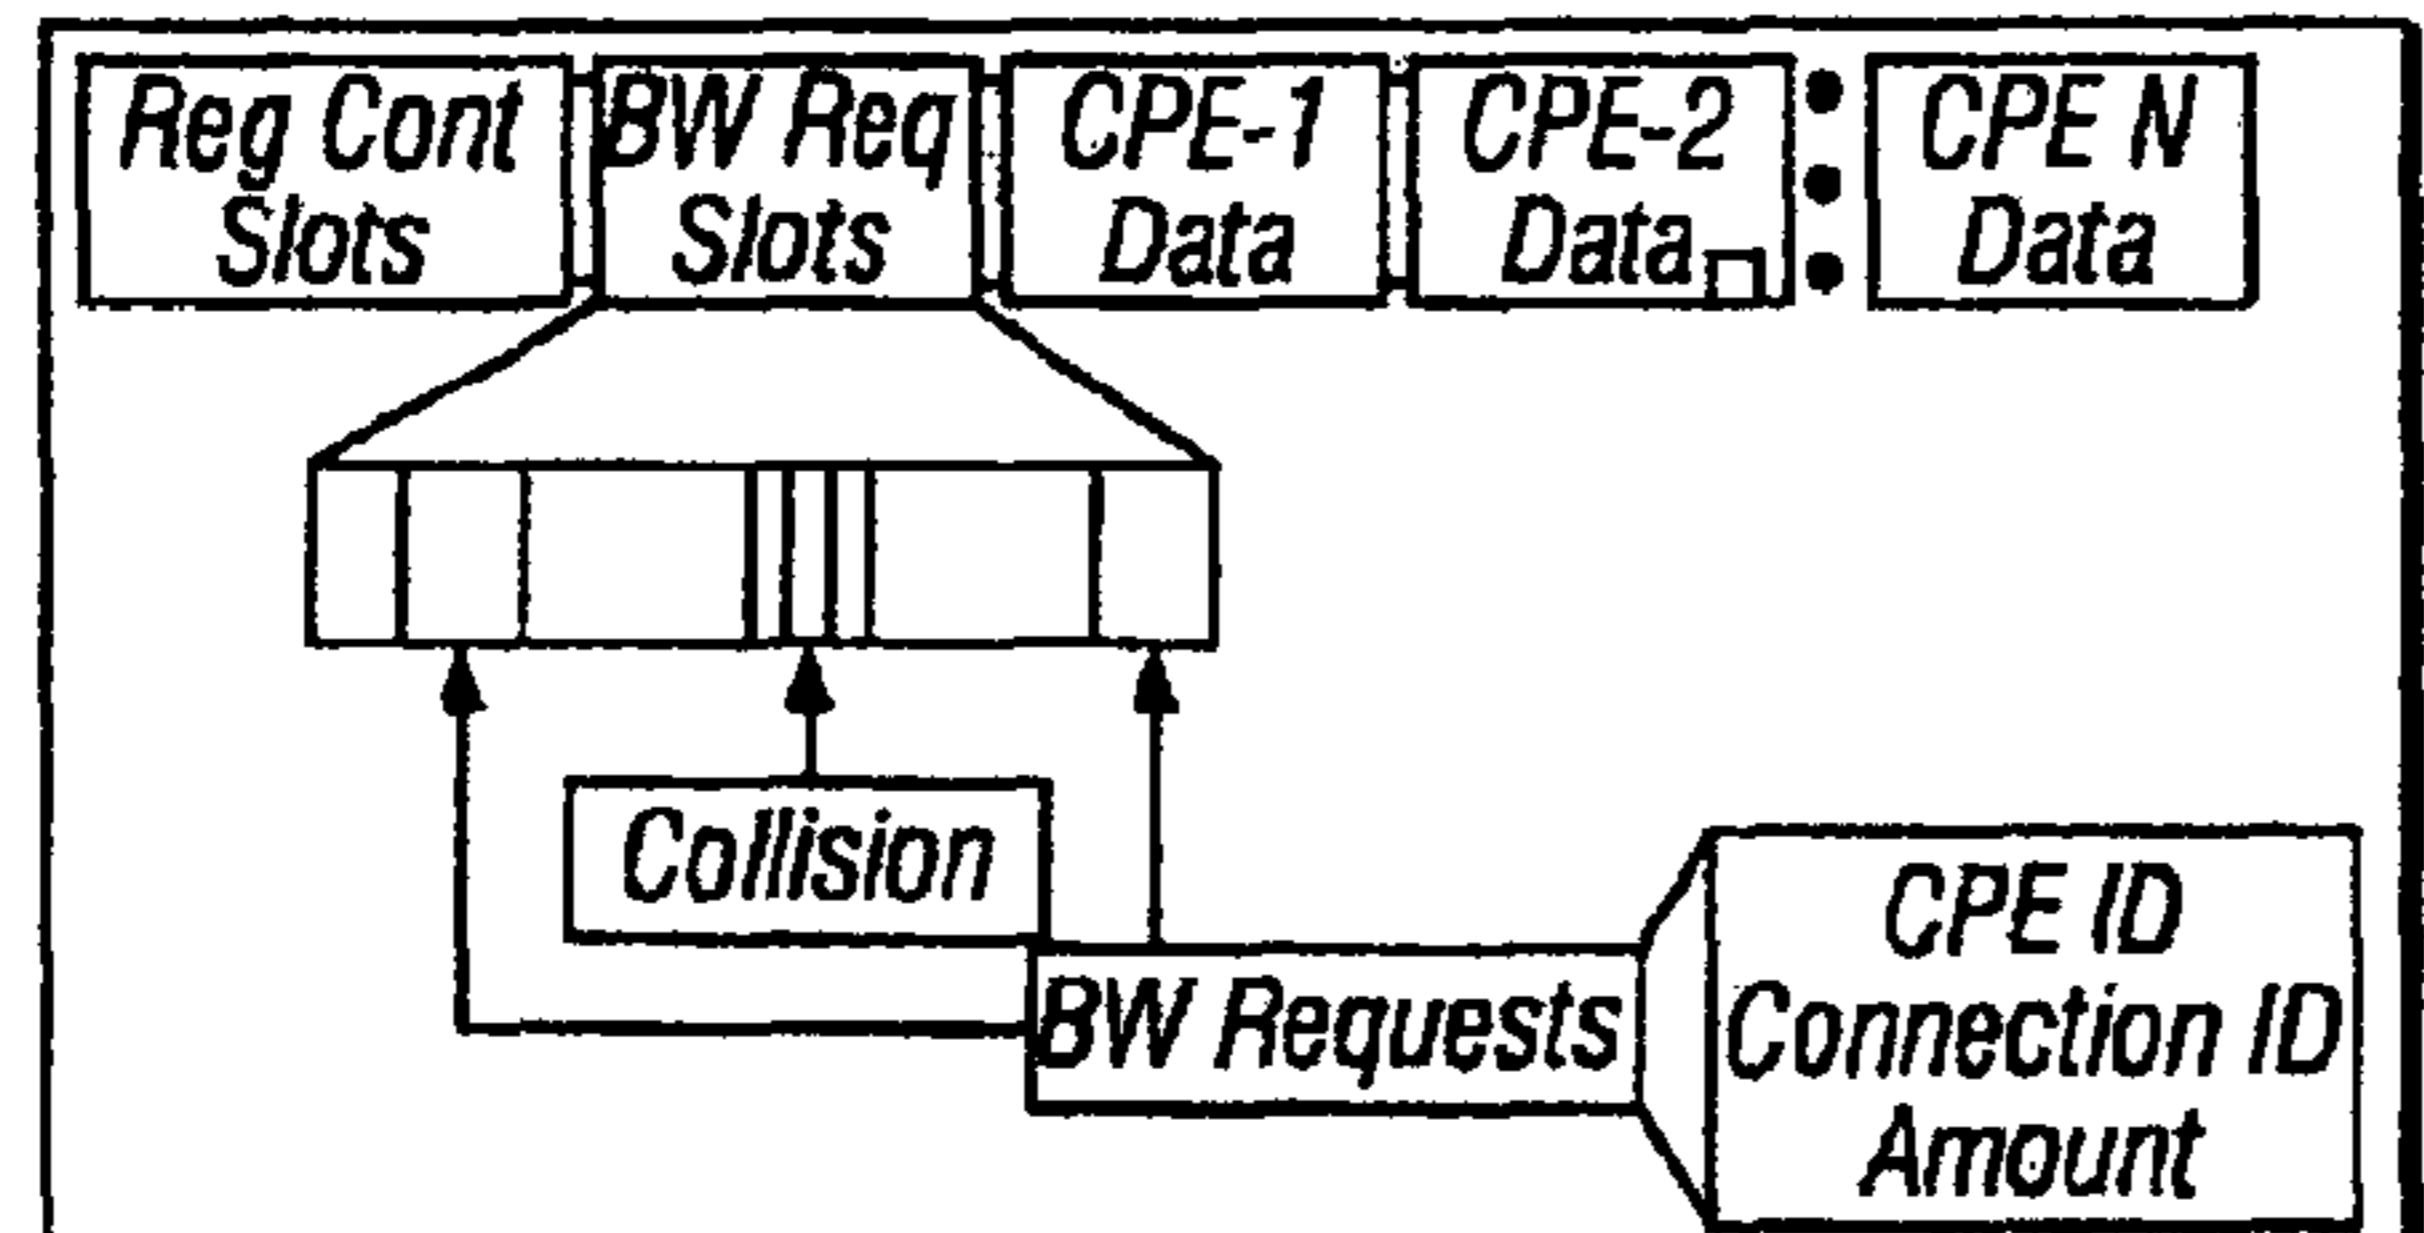 Reg Cont
Slots
BW Req
Slots
CPE-1
Data
CPE-2
Data
CPE N
Data
Collision
BW Requests
CPE ID
Connection ID
Amount